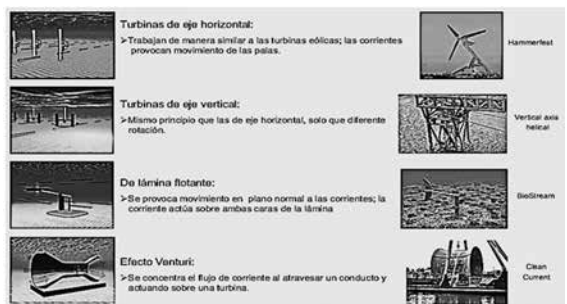 Turbinas de eje horizontal:
➢Trabajan de manera similar a las turbinas eólicas; las corrientes
provocan movimiento de las palas.
Hammerfest
Turbinas de eje vertical:
➢Mismo principio que las de eje horizontal, solo que diferente
rotación.
Vertical axis
helical
De lámina flotante:
➢Se provoca movimiento en plano normal a las corrientes; la
corriente actúa sobre ambas caras de la lámina
BioStream
Efecto Venturi:
➢Se concentra el flujo de corriente al atravesar un conducto y
actuando sobre una turbina.
Clean
Current